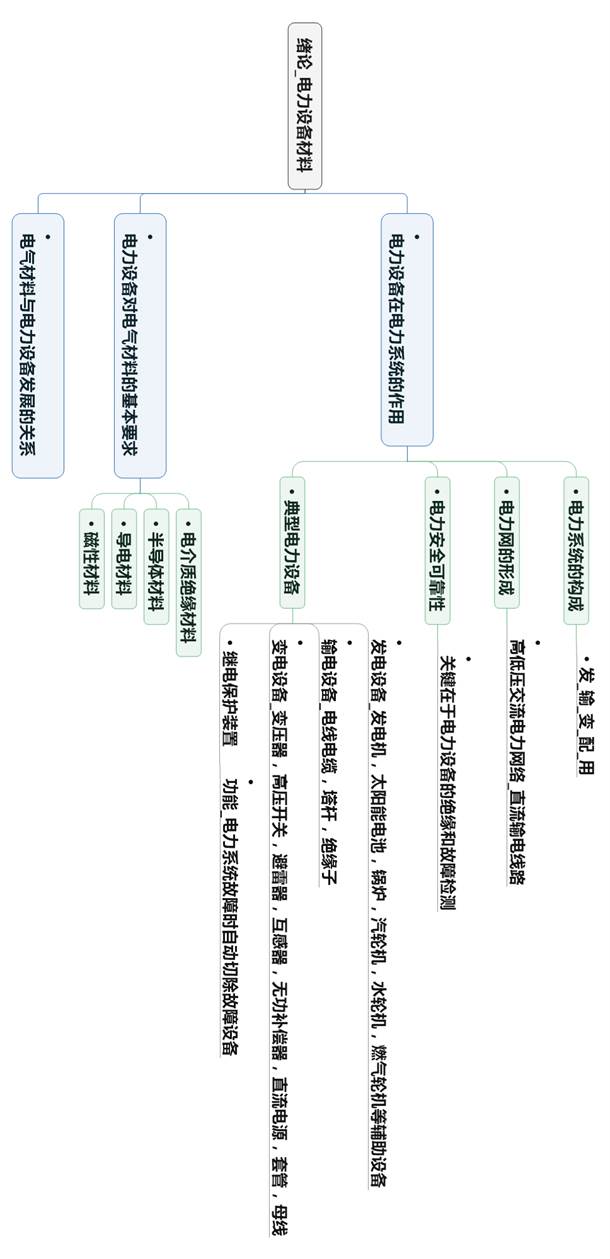 绪论_电力设备材料
•
电力设备在电力系统的作用
• 电力系统的构成
• 发_输_变_配_用
• 电力网的形成
•
高低压交流电力网络_直流输电线路
• 电力安全可靠性
•
关键在于电力设备的绝缘和故障检测
• 典型电力设备
•
发电设备_发电机，太阳能电池，锅炉，汽轮机，水轮机，燃气轮机等辅助设备
•
输电设备_电线电缆，塔杆，绝缘子
•
变电设备_变压器，高压开关，避雷器，互感器，无功补偿器，直流电源，套管，母线
• 继电保护装置
•
功能_电力系统故障时自动切除故障设备
•
电力设备对电气材料的基本要求
• 电介质绝缘材料
• 半导体材料
• 导电材料
• 磁性材料
•
电气材料与电力设备发展的关系